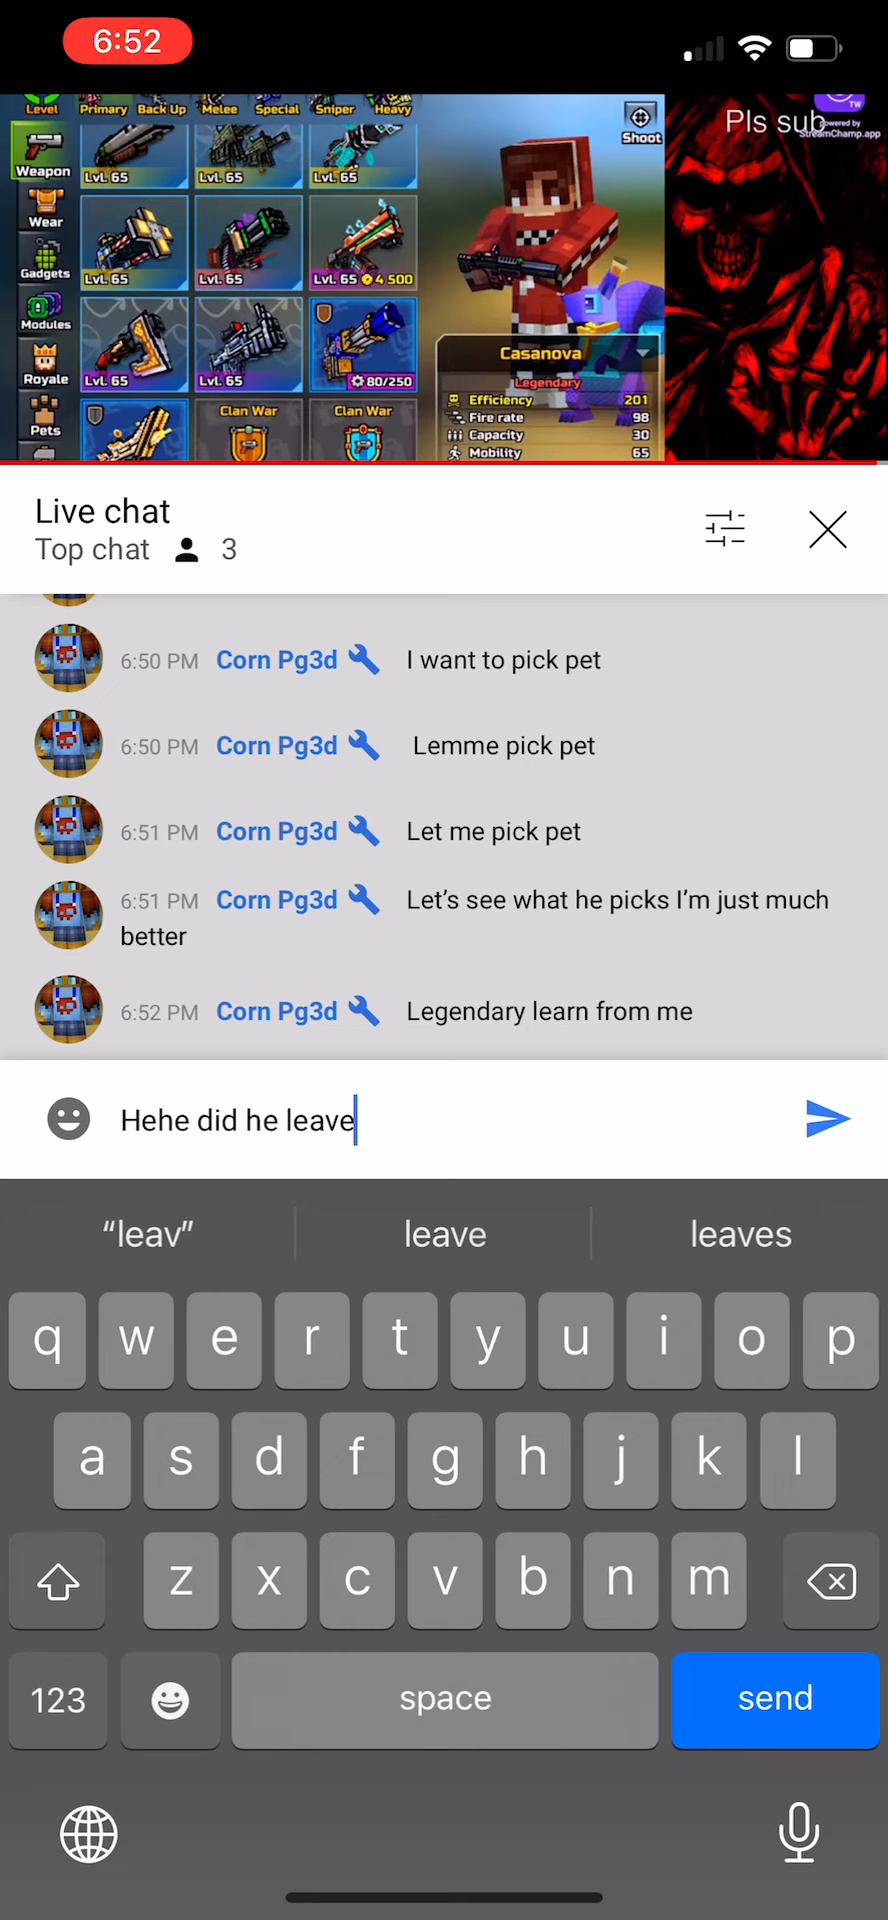 6:52
Level Primary Back Up Melee Special Sniper Heavy
Shoot
Pls sub
TW
powered by
StreamChamp.app
Weapon
Lvl. 65 Lvl. 65 Lvl. 65
Wear
Gadgets
Lvl. 65 Lvl. 65 Lvl. 65 4 500
Modules
Royale
Lvl. 65 Lvl. 65 80/250
Pets
Clan War Clan War
Casanova
Legendary
Efficiency 201
Fire rate 98
Capacity 30
Mobility 65
Live chat
Top chat 3
6:50 PM Corn Pg3d I want to pick pet
6:50 PM Corn Pg3d Lemme pick pet
6:51 PM Corn Pg3d Let me pick pet
6:51 PM Corn Pg3d Let’s see what he picks I’m just much
better
6:52 PM Corn Pg3d Legendary learn from me
Hehe did he leave
“leav” leave leaves
q w e r t y u i o p
a s d f g h j k l
z x c v b n m
123 space send